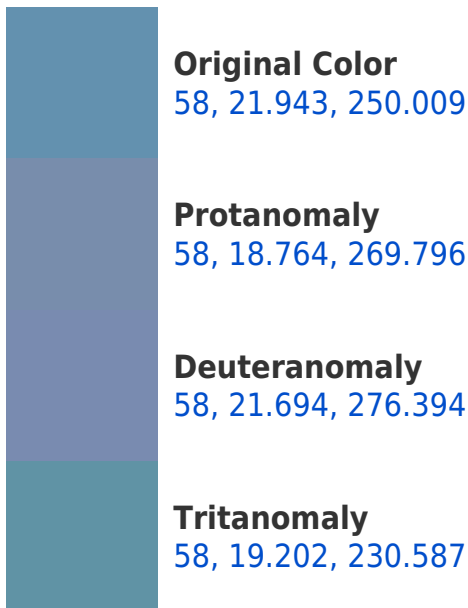 Original Color
58, 21.943, 250.009
Protanomaly
58, 18.764, 269.796
Deuteranomaly
58, 21.694, 276.394
Tritanomaly
58, 19.202, 230.587